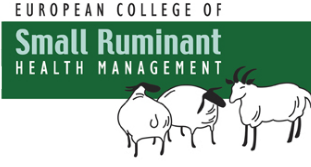 EUROPEAN COLLEGE OF
Small Ruminant
HEALTH MANAGEMENT